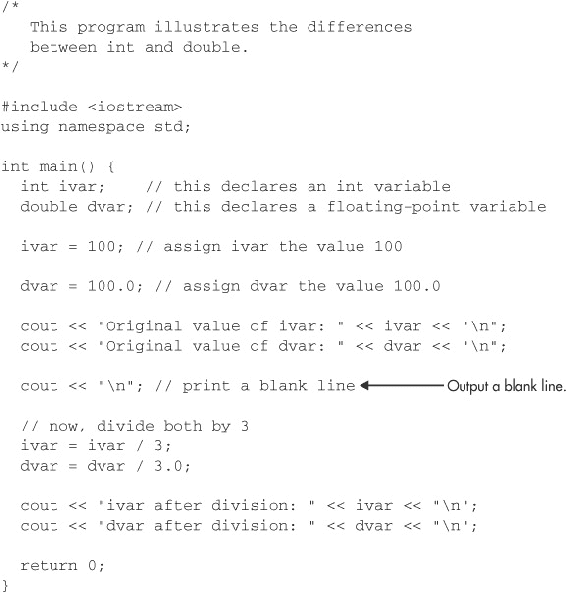 /*
   This program illustrates the differences
   between int and double.
*/

#include <iostream>
using namespace std;

int main() {
  int ivar;    // this declares an int variable
  double dvar; // this declares a floating-point variable

  ivar = 100; // assign ivar the value 100

  dvar = 100.0; // assign dvar the value 100.0

  cout << "Original value of ivar: " << ivar << "\n";
  cout << "Original value of dvar: " << dvar << "\n";

  cout << "\n"; // print a blank line Output a blank line.

  // now, divide both by 3
  ivar = ivar / 3;
  dvar = dvar / 3.0;

  cout << "ivar after division: " << ivar << "\n";
  cout << "dvar after division: " << dvar << "\n";

  return 0;
}